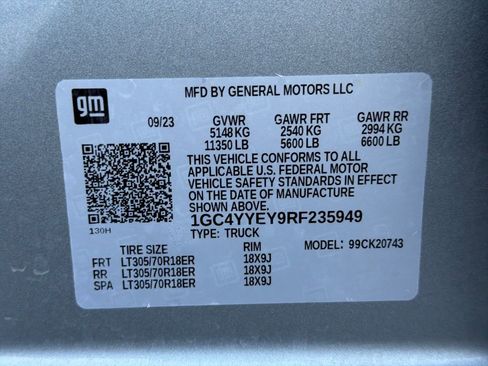 gm
MFD BY GENERAL MOTORS LLC
09/23 GVWR GAWR FRT GAWR RR
5148 KG 2540 KG 2994 KG
11350 LB 5600 LB 6600 LB
THIS VEHICLE CONFORMS TO ALL
APPLICABLE U.S. FEDERAL MOTOR
VEHICLE SAFETY STANDARDS IN EFFECT
ON THE DATE OF MANUFACTURE
SHOWN ABOVE.
130H
1GC4YYEY9RF235949
TYPE: TRUCK
MODEL: 99CK20743
TIRE SIZE RIM
FRT LT305/70R18ER 18X9J
RR LT305/70R18ER 18X9J
SPA LT305/70R18ER 18X9J